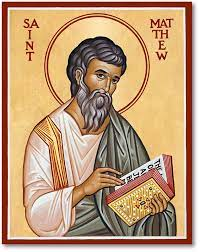 SA MAT
INT THEW